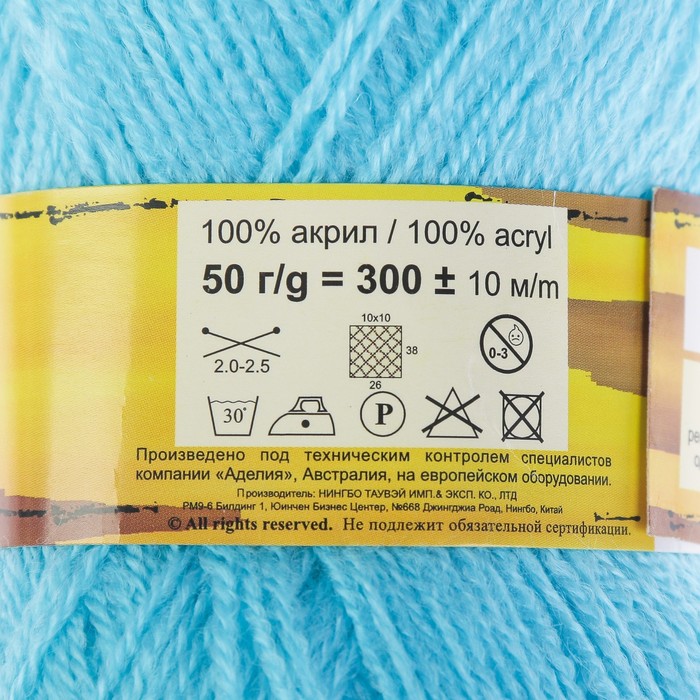 100% акрил / 100% acryl
50 г/g = 300 ± 10 м/m
10x10
38
0-3
2.0-2.5
26
30°
P
Произведено под техническим контролем специалистов
компании «Аделия», Австралия, на европейском оборудовании.
Производитель: НИНГБО ТАУВЭЙ ИМП.& ЭКСП. КО., ЛТД
РМ9-6 Билдинг 1, Юинчен Бизнес Центр, №668 Джингджиа Роад, Нингбо, Китай
© All rights reserved. Не подлежит обязательной сертификации.